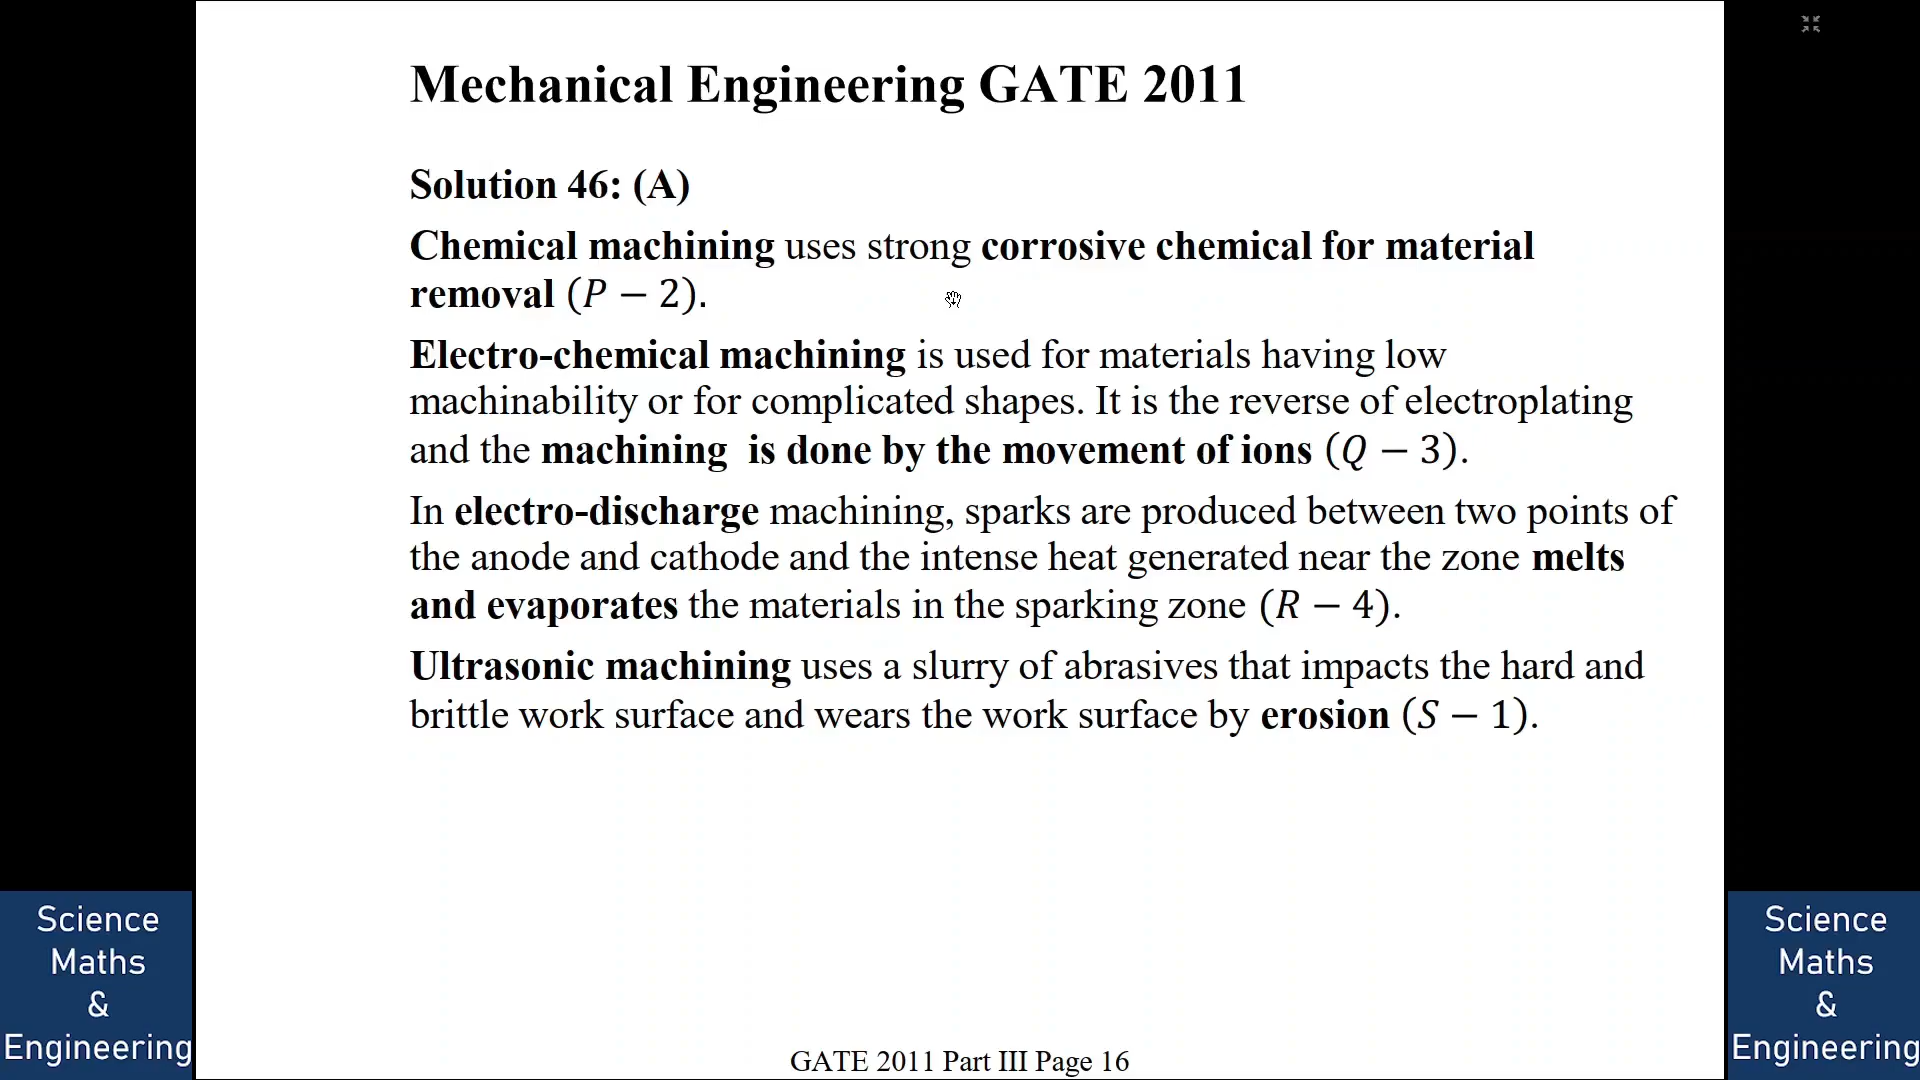 Mechanical Engineering GATE 2011
Solution 46: (A)
Chemical machining uses strong corrosive chemical for material
removal (P − 2).
Electro-chemical machining is used for materials having low
machinability or for complicated shapes. It is the reverse of electroplating
and the machining is done by the movement of ions (Q − 3).
In electro-discharge machining, sparks are produced between two points of
the anode and cathode and the intense heat generated near the zone melts
and evaporates the materials in the sparking zone (R − 4).
Ultrasonic machining uses a slurry of abrasives that impacts the hard and
brittle work surface and wears the work surface by erosion (S − 1).
Science
Maths
&
Engineering
Science
Maths
&
Engineering
GATE 2011 Part III Page 16